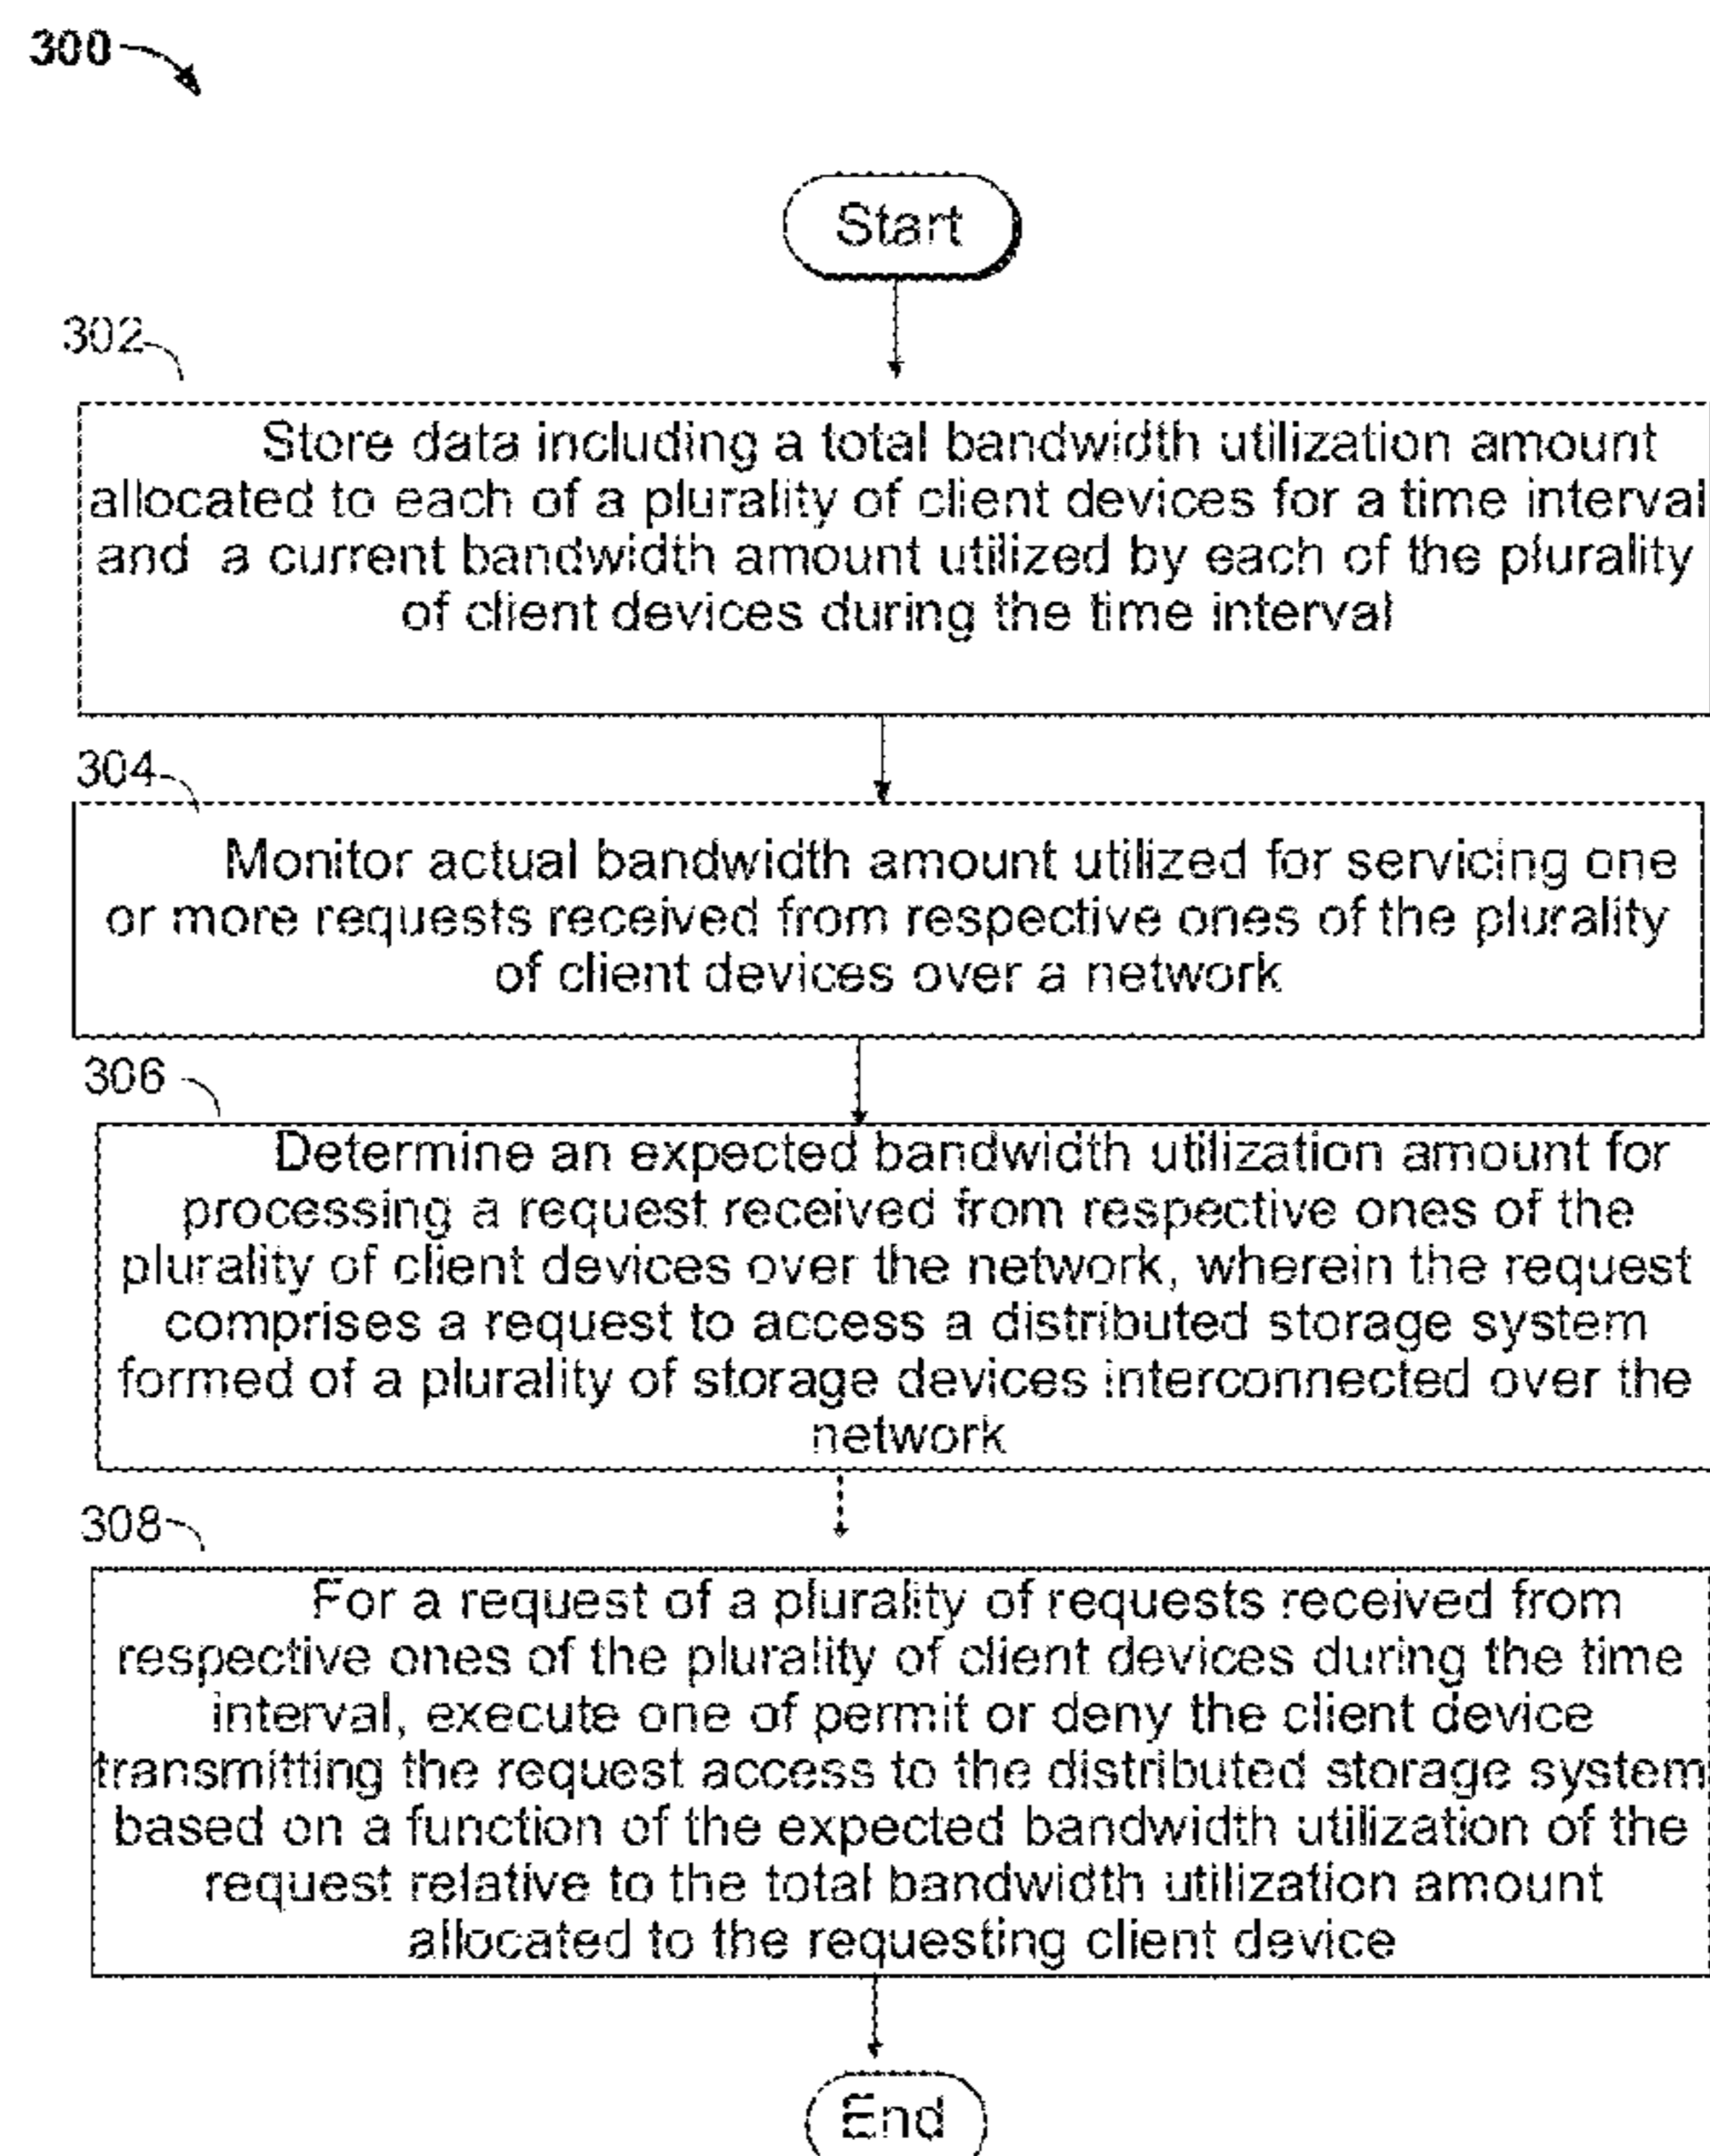 300
Start
302
Store data including a total bandwidth utilization amount
allocated to each of a plurality of client devices for a time interval
and a current bandwidth amount utilized by each of the plurality
of client devices during the time interval
304
Monitor actual bandwidth amount utilized for servicing one
or more requests received from respective ones of the plurality
of client devices over a network
306
Determine an expected bandwidth utilization amount for
processing a request received from respective ones of the
plurality of client devices over the network, wherein the request
comprises a request to access a distributed storage system
formed of a plurality of storage devices interconnected over the
network
308
For a request of a plurality of requests received from
respective ones of the plurality of client devices during the time
interval, execute one of permit or deny the client device
transmitting the request access to the distributed storage system
based on a function of the expected bandwidth utilization of the
request relative to the total bandwidth utilization amount
allocated to the requesting client device
End